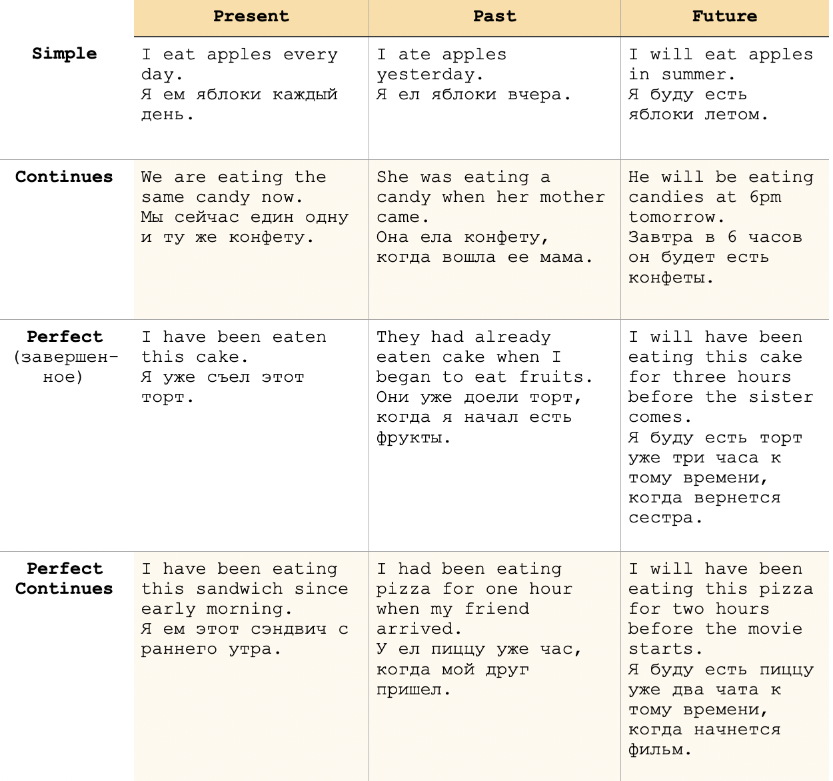 Present
Past
Future
Simple
I eat apples every
day.
Я ем яблоки каждый
день.
I ate apples
yesterday.
Я ел яблоки вчера.
I will eat apples
in summer.
Я буду есть
яблоки летом.
Continues
We are eating the
same candy now.
Мы сейчас един одну
и ту же конфету.
She was eating a
candy when her mother
came.
Она ела конфету,
когда вошла ее мама.
He will be eating
candies at 6pm
tomorrow.
Завтра в 6 часов
он будет есть
конфеты.
Perfect
(завершен-
ное)
I have been eaten
this cake.
Я уже съел этот
торт.
They had already
eaten cake when I
began to eat fruits.
Они уже доели торт,
когда я начал есть
фрукты.
I will have been
eating this cake
for three hours
before the sister
comes.
Я буду есть торт
уже три часа к
тому времени,
когда вернется
сестра.
Perfect
Continues
I have been eating
this sandwich since
early morning.
Я ем этот сэндвич с
раннего утра.
I had been eating
pizza for one hour
when my friend
arrived.
У ел пиццу уже час,
когда мой друг
пришел.
I will have been
eating this pizza
for two hours
before the movie
starts.
Я буду есть пиццу
уже два чата к
тому времени,
когда начнется
фильм.